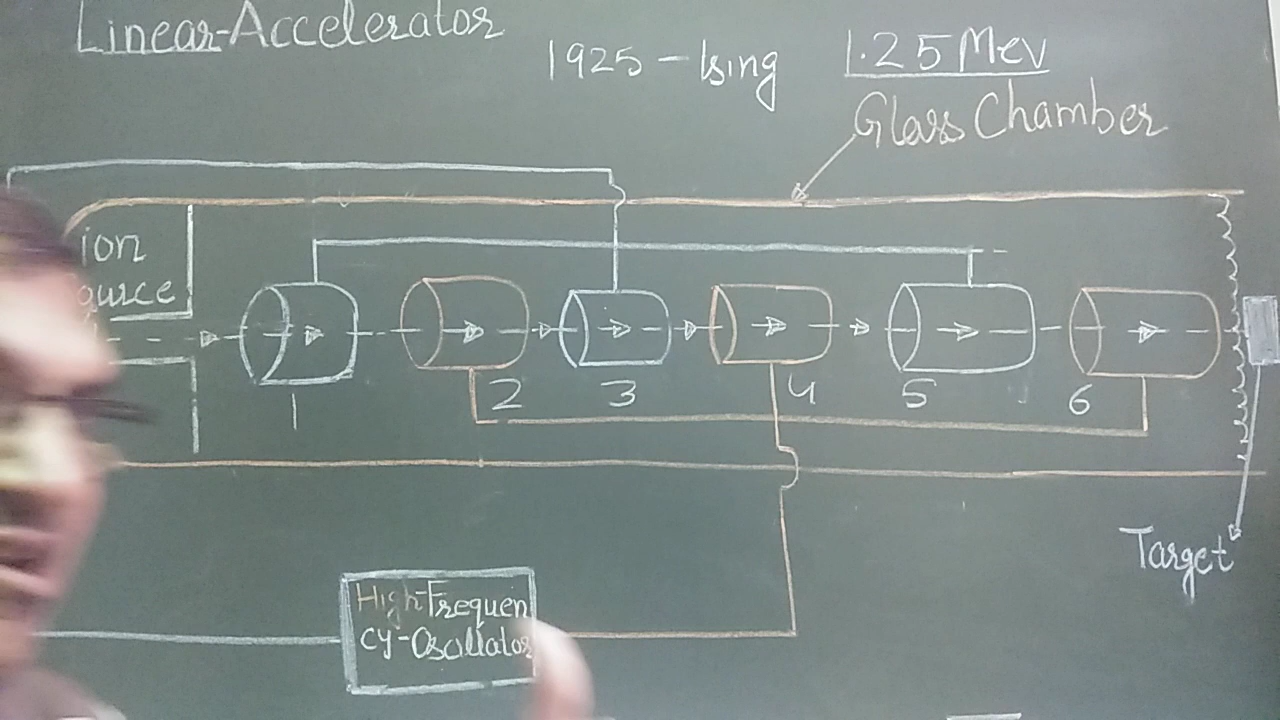 Linear-Accelerator
1925 - Ising
1.25 Mev
Glass Chamber
ion
ource
1
2
3
4
5
6
Target
High-Frequen
cy-Oscillator